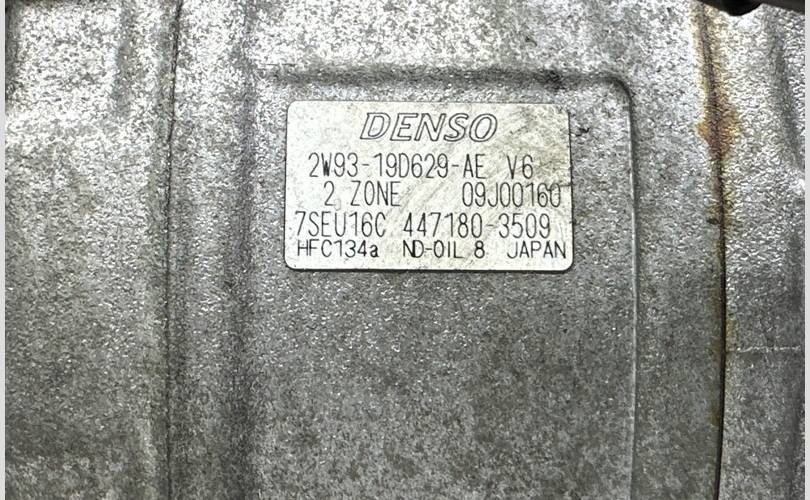 DENSO
2W93-19D629-AE V6
2 ZONE 09J00160
7SEU16C 447180-3509
HFC134a ND-OIL 8 JAPAN